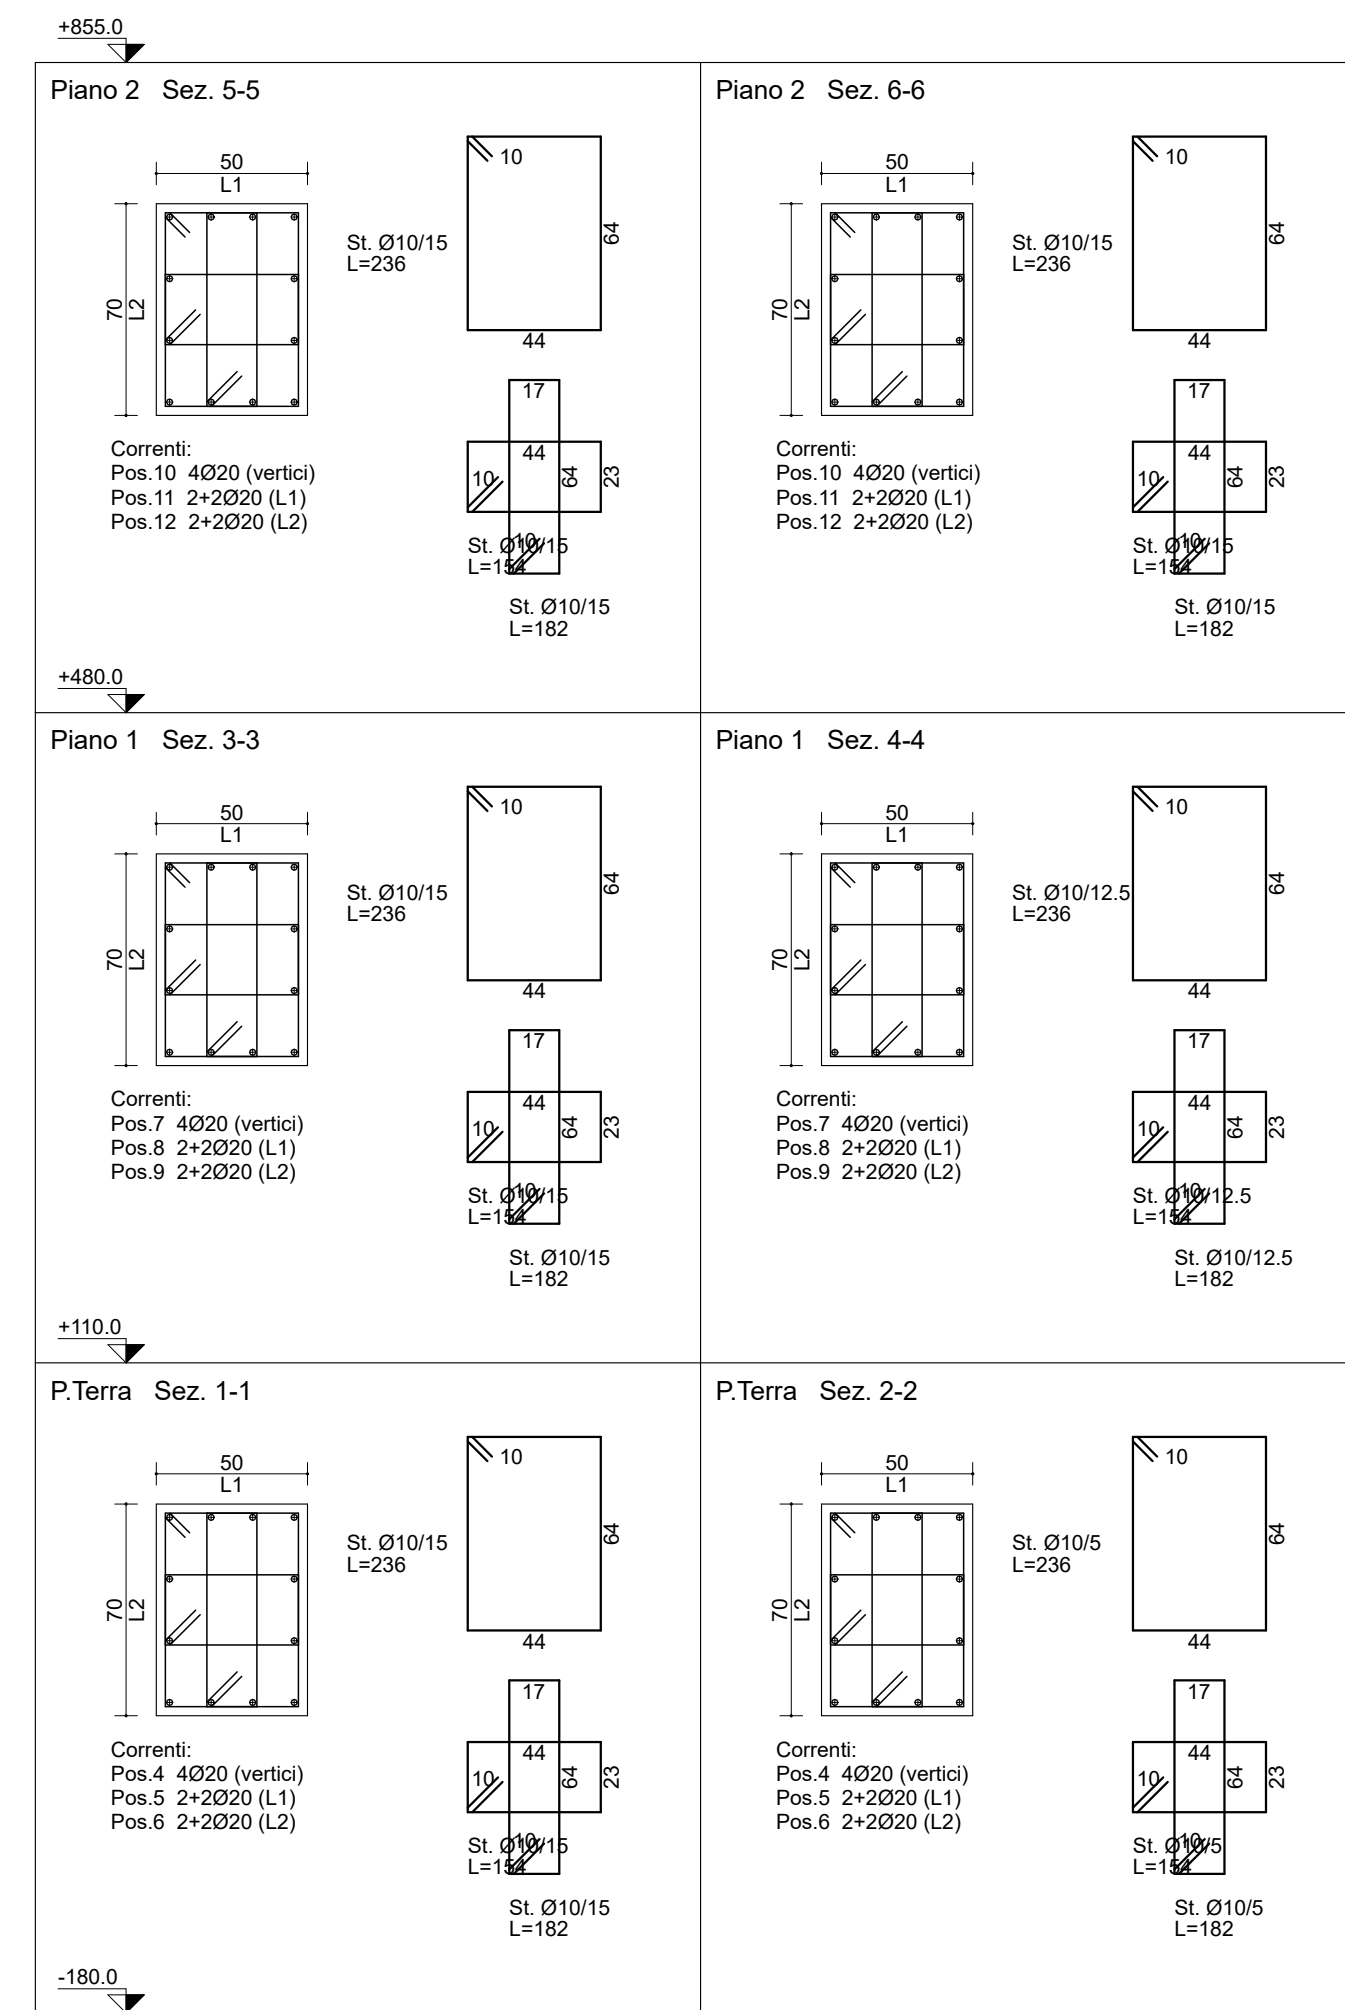 +855.0
Piano 2 Sez. 5-5
50
L1
70
L2
St. Ø10/15
L=236
10
64
44
17
44
10
64
23
10
St. Ø10/15
L=154
St. Ø10/15
L=182
Correnti:
Pos.10 4Ø20 (vertici)
Pos.11 2+2Ø20 (L1)
Pos.12 2+2Ø20 (L2)
Piano 2 Sez. 6-6
50
L1
70
L2
St. Ø10/15
L=236
10
64
44
17
44
10
64
23
10
St. Ø10/15
L=154
St. Ø10/15
L=182
Correnti:
Pos.10 4Ø20 (vertici)
Pos.11 2+2Ø20 (L1)
Pos.12 2+2Ø20 (L2)
+480.0
Piano 1 Sez. 3-3
50
L1
70
L2
St. Ø10/15
L=236
10
64
44
17
44
10
64
23
10
St. Ø10/15
L=154
St. Ø10/15
L=182
Correnti:
Pos.7 4Ø20 (vertici)
Pos.8 2+2Ø20 (L1)
Pos.9 2+2Ø20 (L2)
Piano 1 Sez. 4-4
50
L1
70
L2
St. Ø10/12.5
L=236
10
64
44
17
44
10
64
23
10
St. Ø10/12.5
L=154
St. Ø10/12.5
L=182
Correnti:
Pos.7 4Ø20 (vertici)
Pos.8 2+2Ø20 (L1)
Pos.9 2+2Ø20 (L2)
+110.0
P.Terra Sez. 1-1
50
L1
70
L2
St. Ø10/15
L=236
10
64
44
17
44
10
64
23
10
St. Ø10/15
L=154
St. Ø10/15
L=182
Correnti:
Pos.4 4Ø20 (vertici)
Pos.5 2+2Ø20 (L1)
Pos.6 2+2Ø20 (L2)
P.Terra Sez. 2-2
50
L1
70
L2
St. Ø10/5
L=236
10
64
44
17
44
10
64
23
10
St. Ø10/5
L=154
St. Ø10/5
L=182
Correnti:
Pos.4 4Ø20 (vertici)
Pos.5 2+2Ø20 (L1)
Pos.6 2+2Ø20 (L2)
-180.0